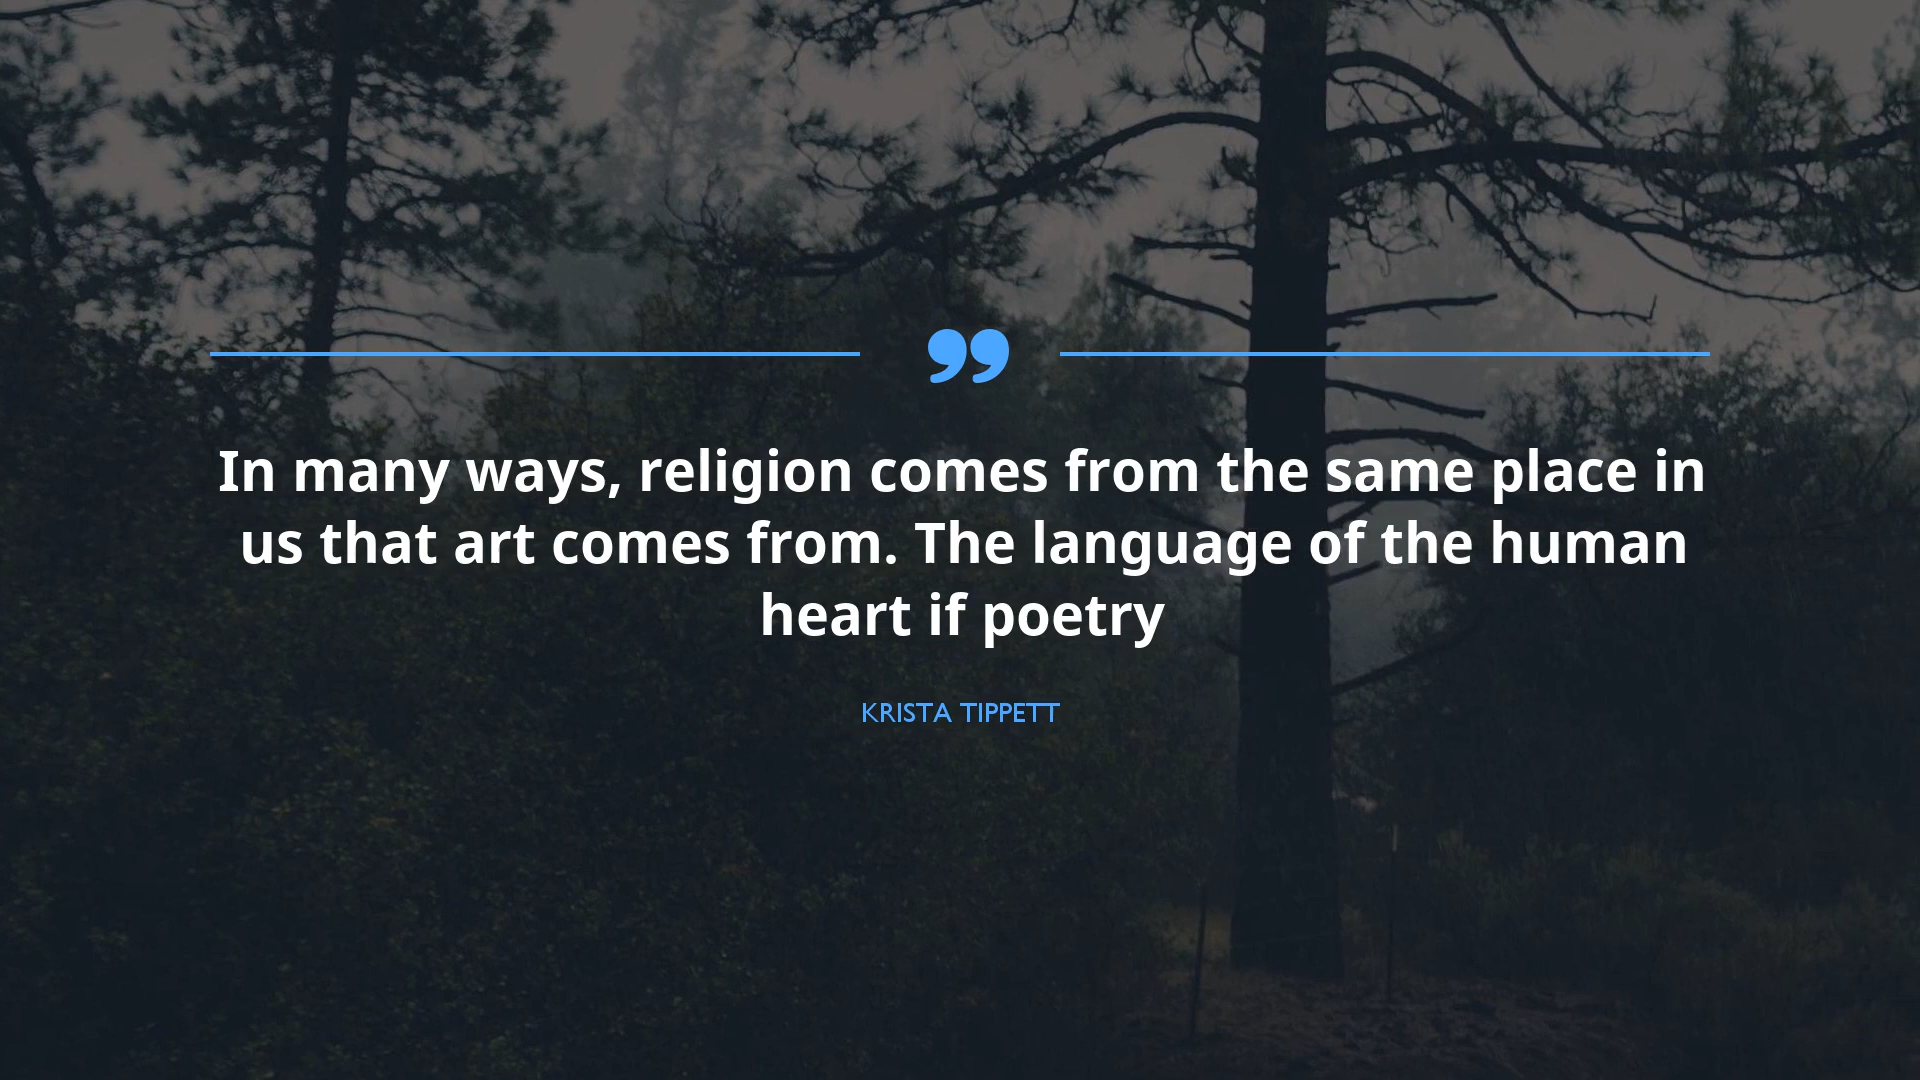 ”
In many ways, religion comes from the same place in
us that art comes from. The language of the human
heart if poetry
KRISTA TIPPETT